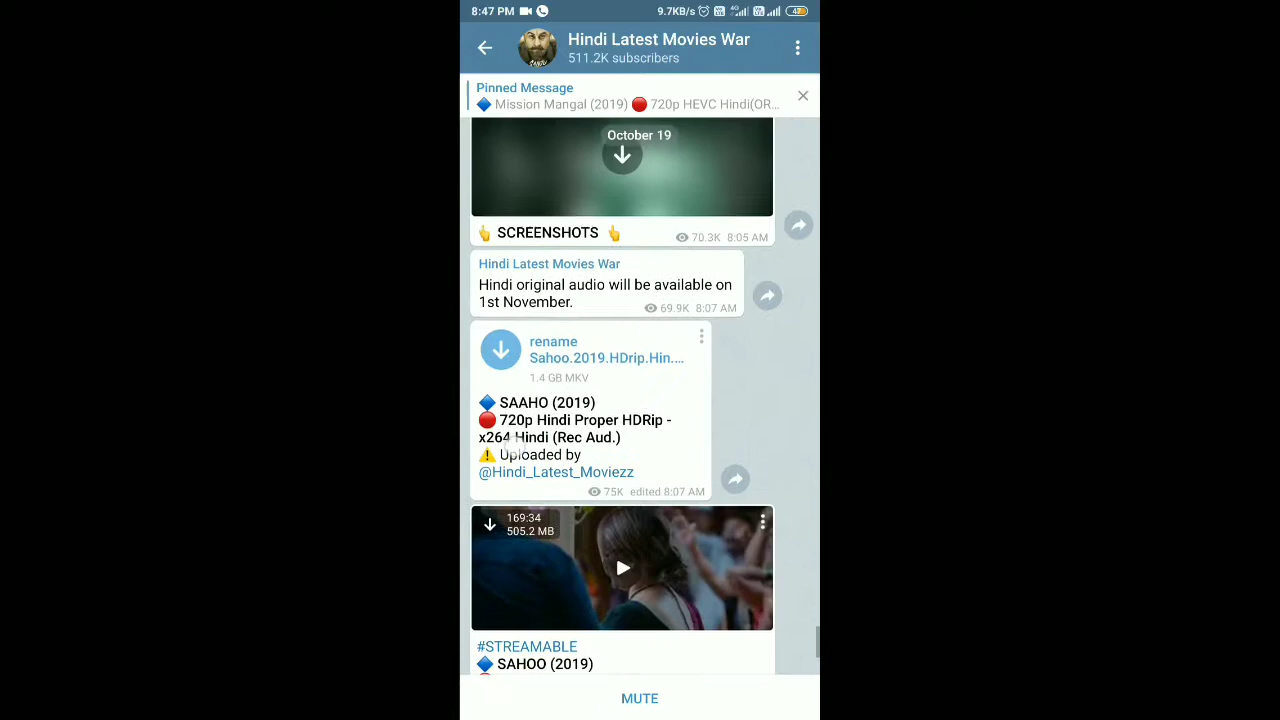 8:47 PM
9.7KB/s 4G 47
Hindi Latest Movies War
511.2K subscribers
Pinned Message
🔷 Mission Mangal (2019) 🔴 720p HEVC Hindi(OR...
October 19
👆 SCREENSHOTS 👆
70.3K 8:05 AM
Hindi Latest Movies War
Hindi original audio will be available on
1st November.
69.9K 8:07 AM
rename
Sahoo.2019.HDrip.Hin....
1.4 GB MKV
🔷 SAAHO (2019)
🔴 720p Hindi Proper HDRip -
x264 Hindi (Rec Aud.)
⚠️ Uploaded by
@Hindi_Latest_Moviezz
75K edited 8:07 AM
169:34
505.2 MB
#STREAMABLE
🔷 SAHOO (2019)
MUTE